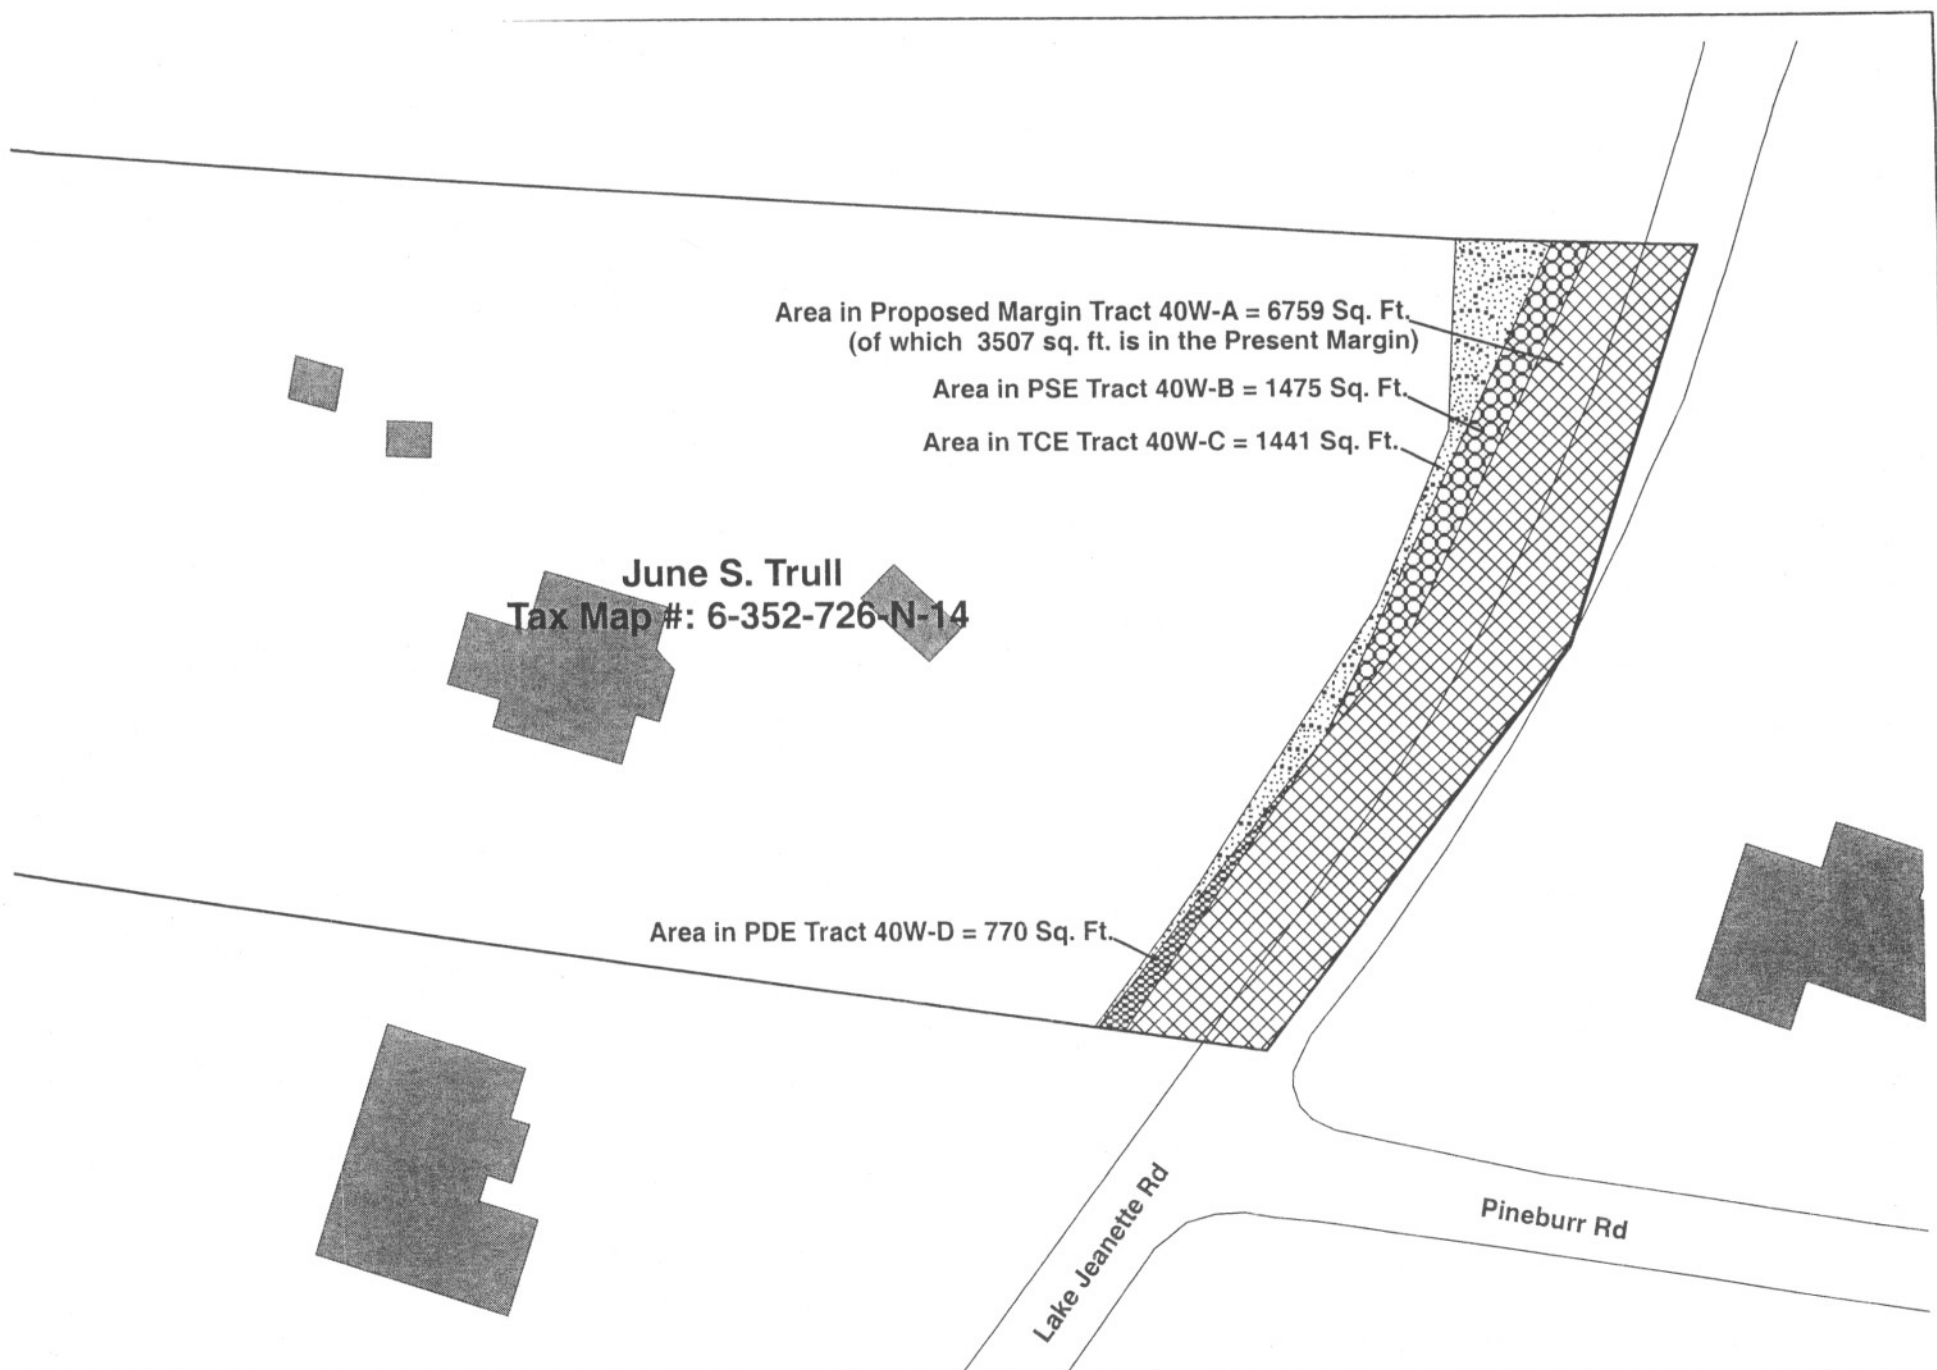 Area in Proposed Margin Tract 40W-A = 6759 Sq. Ft.
(of which 3507 sq. ft. is in the Present Margin)
Area in PSE Tract 40W-B = 1475 Sq. Ft.
Area in TCE Tract 40W-C = 1441 Sq. Ft.
June S. Trull
Tax Map #: 6-352-726-N-14
Area in PDE Tract 40W-D = 770 Sq. Ft.
Lake Jeanette Rd
Pineburr Rd